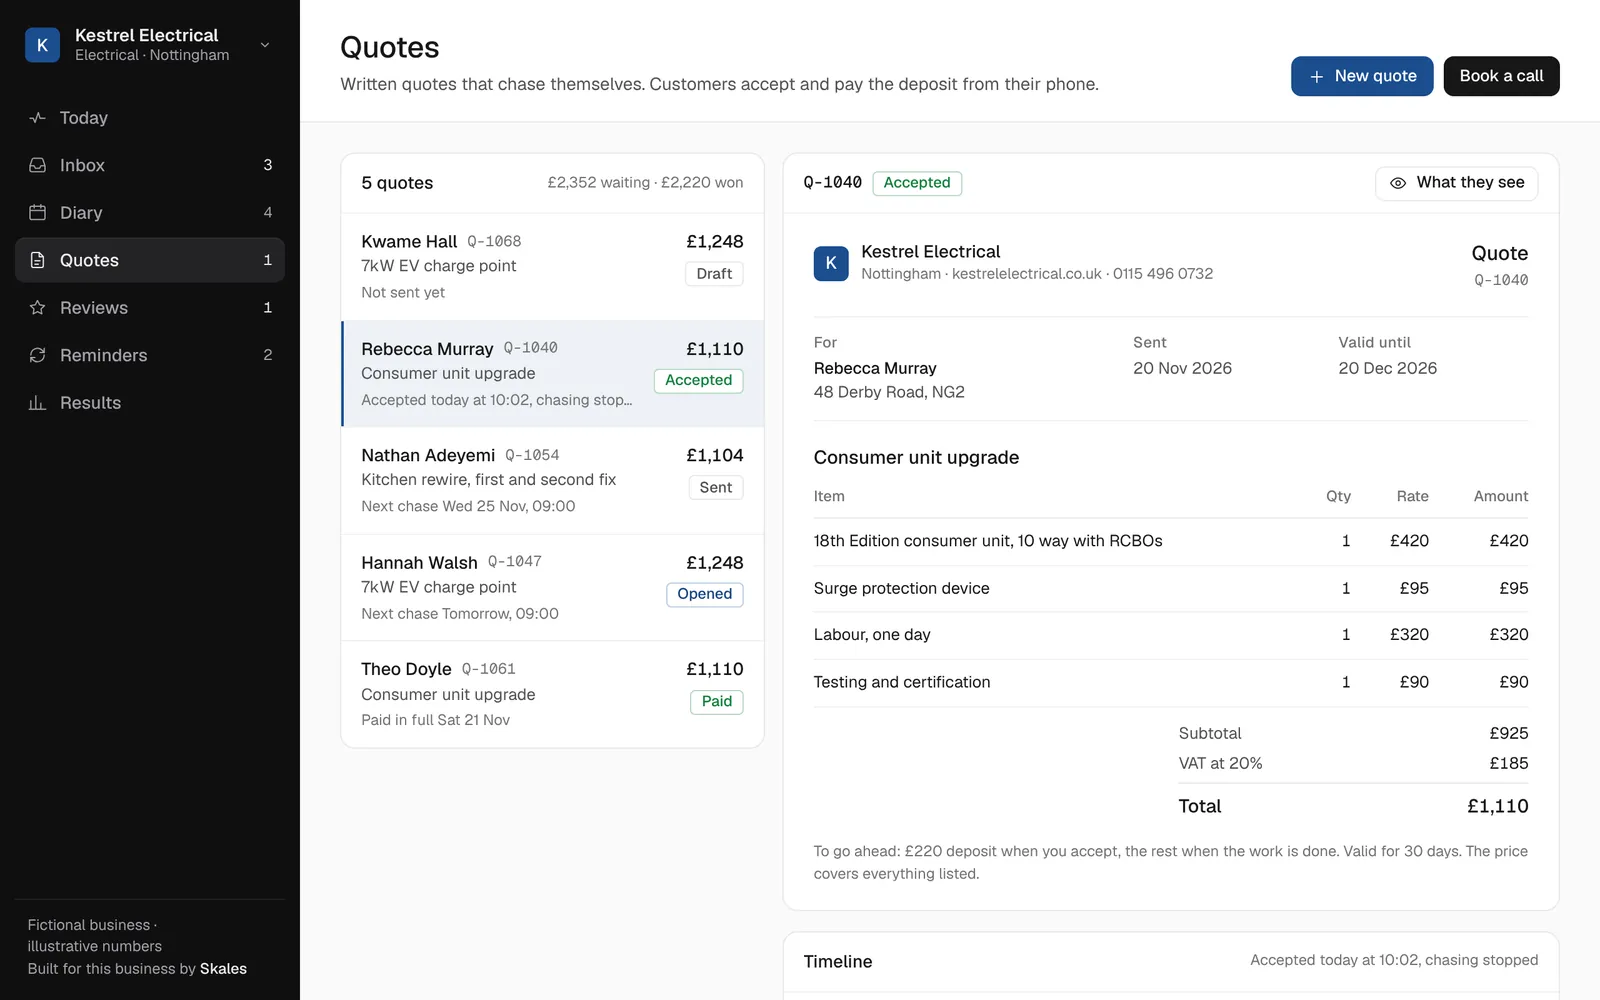 K
Kestrel Electrical
Electrical · Nottingham
Today
Inbox 3
Diary 4
Quotes 1
Reviews 1
Reminders 2
Results
Fictional business ·
illustrative numbers
Built for this business by Skales
Quotes
Written quotes that chase themselves. Customers accept and pay the deposit from their phone.
+ New quote
Book a call
5 quotes £2,352 waiting · £2,220 won
Kwame Hall Q-1068 £1,248
7kW EV charge point Draft
Not sent yet
Rebecca Murray Q-1040 £1,110
Consumer unit upgrade Accepted
Accepted today at 10:02, chasing stop...
Nathan Adeyemi Q-1054 £1,104
Kitchen rewire, first and second fix Sent
Next chase Wed 25 Nov, 09:00
Hannah Walsh Q-1047 £1,248
7kW EV charge point Opened
Next chase Tomorrow, 09:00
Theo Doyle Q-1061 £1,110
Consumer unit upgrade Paid
Paid in full Sat 21 Nov
Q-1040 Accepted What they see
K
Kestrel Electrical Quote
Nottingham · kestrelelectrical.co.uk · 0115 496 0732 Q-1040
For Sent Valid until
Rebecca Murray 20 Nov 2026 20 Dec 2026
48 Derby Road, NG2
Consumer unit upgrade
Item Qty Rate Amount
18th Edition consumer unit, 10 way with RCBOs 1 £420 £420
Surge protection device 1 £95 £95
Labour, one day 1 £320 £320
Testing and certification 1 £90 £90
Subtotal £925
VAT at 20% £185
Total £1,110
To go ahead: £220 deposit when you accept, the rest when the work is done. Valid for 30 days. The price
covers everything listed.
Timeline Accepted today at 10:02, chasing stopped